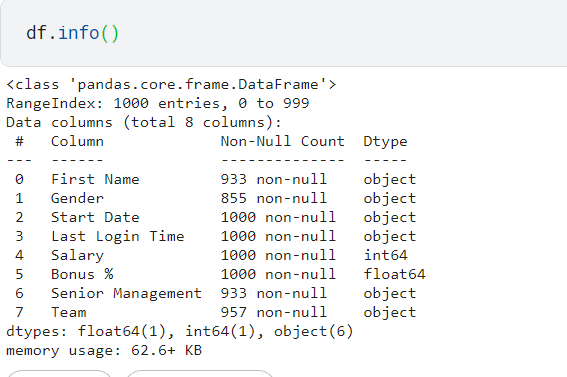 df.info()
<class 'pandas.core.frame.DataFrame'>
RangeIndex: 1000 entries, 0 to 999
Data columns (total 8 columns):
 #   Column             Non-Null Count  Dtype
---  ------             --------------  -----
 0   First Name         933 non-null    object
 1   Gender             855 non-null    object
 2   Start Date         1000 non-null   object
 3   Last Login Time    1000 non-null   object
 4   Salary             1000 non-null   int64
 5   Bonus %            1000 non-null   float64
 6   Senior Management  933 non-null    object
 7   Team               957 non-null    object
dtypes: float64(1), int64(1), object(6)
memory usage: 62.6+ KB